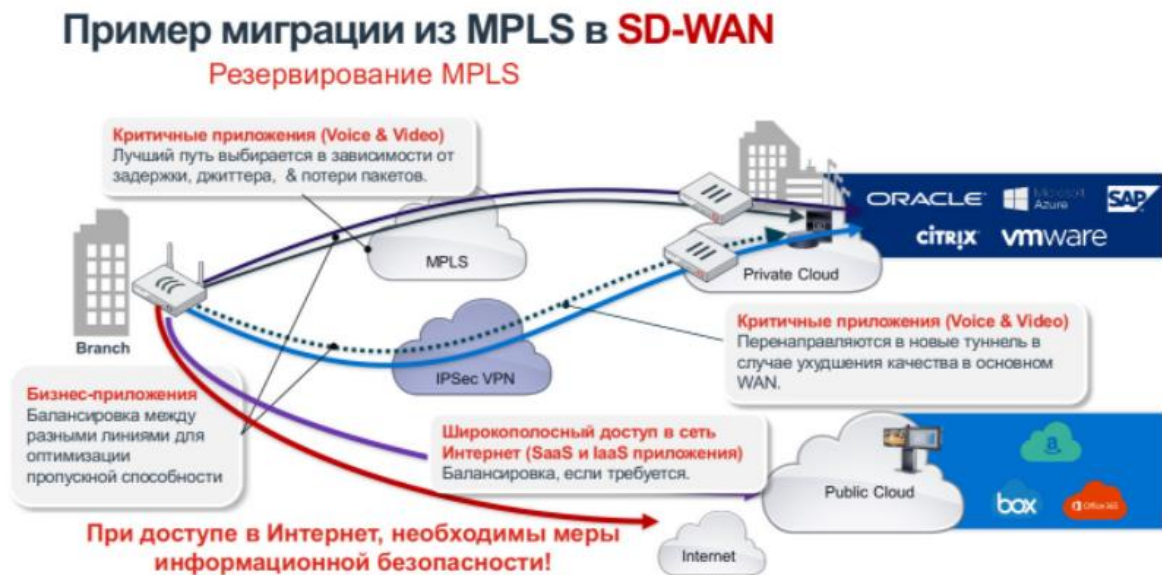 Пример миграции из MPLS в SD-WAN
Резервирование MPLS
Критичные приложения (Voice & Video)
Лучший путь выбирается в зависимости от
задержки, джиттера, & потери пакетов.
ORACLE
Microsoft
Azure
SAP
CITRIX
vmware
MPLS
Private Cloud
Branch
Критичные приложения (Voice & Video)
Перенаправляются в новые туннель в
случае ухудшения качества в основном
WAN.
IPSec VPN
Бизнес-приложения
Балансировка между
разными линиями для
оптимизации
пропускной способности
Широкополосный доступ в сеть
Интернет (SaaS и IaaS приложения)
Балансировка, если требуется.
Public Cloud
a
box
Office 365
При доступе в Интернет, необходимы меры
информационной безопасности!
Internet